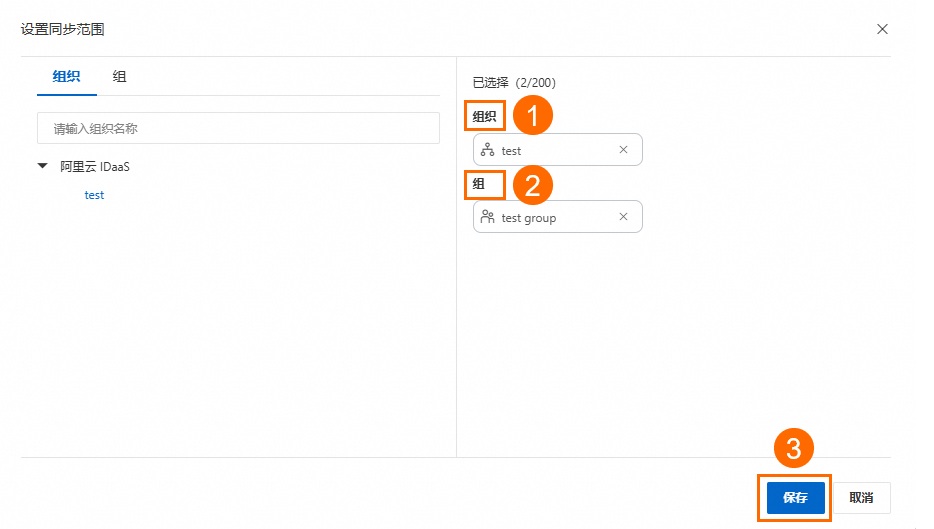 设置同步范围
组织 组
请输入组织名称
阿里云 IDaaS
test
已选择 (2/200)
组织 1
test
组 2
test group
3
保存 取消